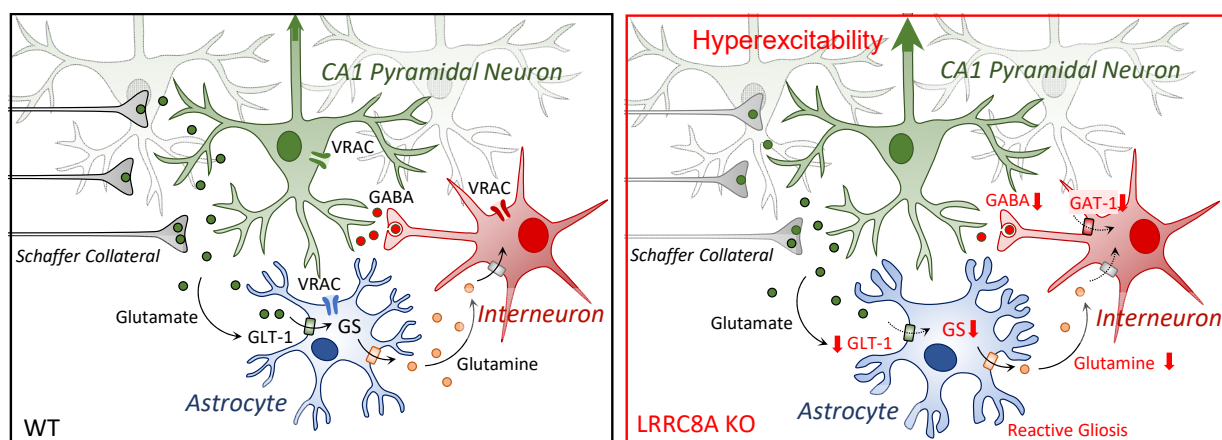 CA1 Pyramidal Neuron
VRAC
GABA
VRAC
Schaffer Collateral
VRAC
Glutamate
GLT-1
GS
Interneuron
Glutamine
Astrocyte
WT
Hyperexcitability
CA1 Pyramidal Neuron
GABA
GAT-1
Schaffer Collateral
Glutamate
GLT-1
GS
Interneuron
Glutamine
Astrocyte
LRRC8A KO
Reactive Gliosis